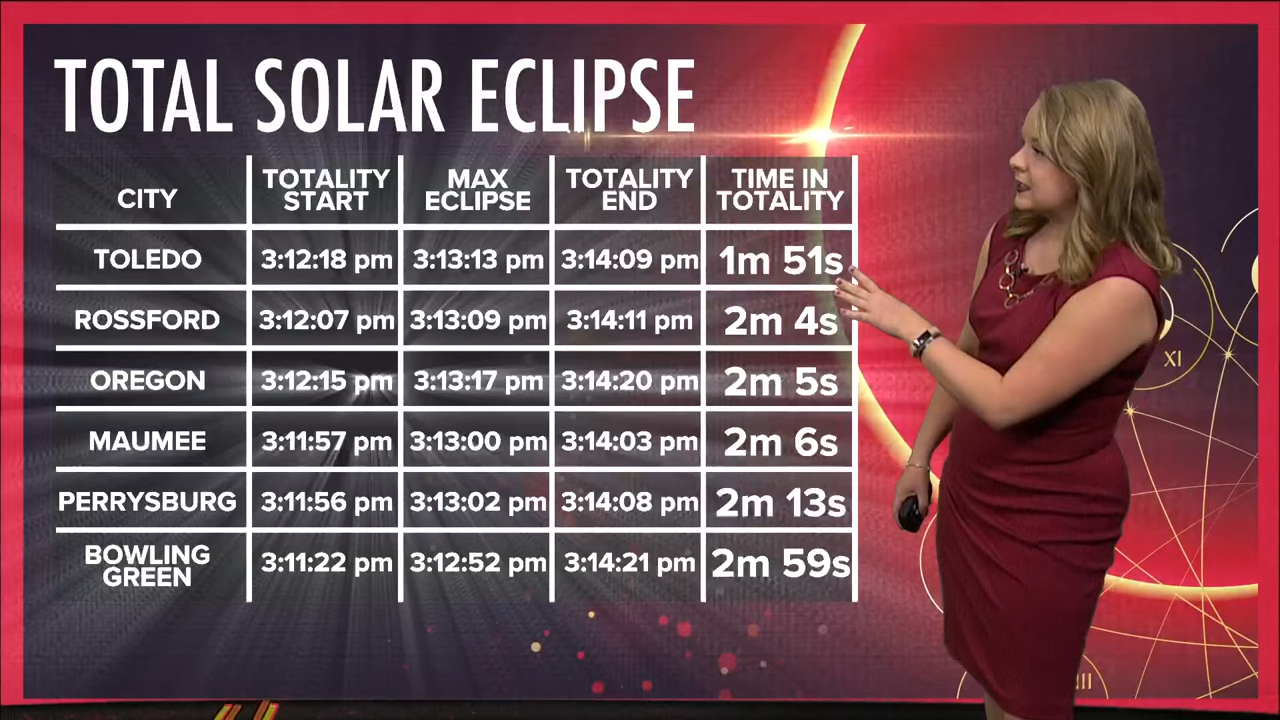 TOTAL SOLAR ECLIPSE
CITY
TOTALITY
START
MAX
ECLIPSE
TOTALITY
END
TIME IN
TOTALITY
TOLEDO 3:12:18 pm 3:13:13 pm 3:14:09 pm 1m 51s
ROSSFORD 3:12:07 pm 3:13:09 pm 3:14:11 pm 2m 4s
OREGON 3:12:15 pm 3:13:17 pm 3:14:20 pm 2m 5s
MAUMEE 3:11:57 pm 3:13:00 pm 3:14:03 pm 2m 6s
PERRYSBURG 3:11:56 pm 3:13:02 pm 3:14:08 pm 2m 13s
BOWLING
GREEN 3:11:22 pm 3:12:52 pm 3:14:21 pm 2m 59s
XI